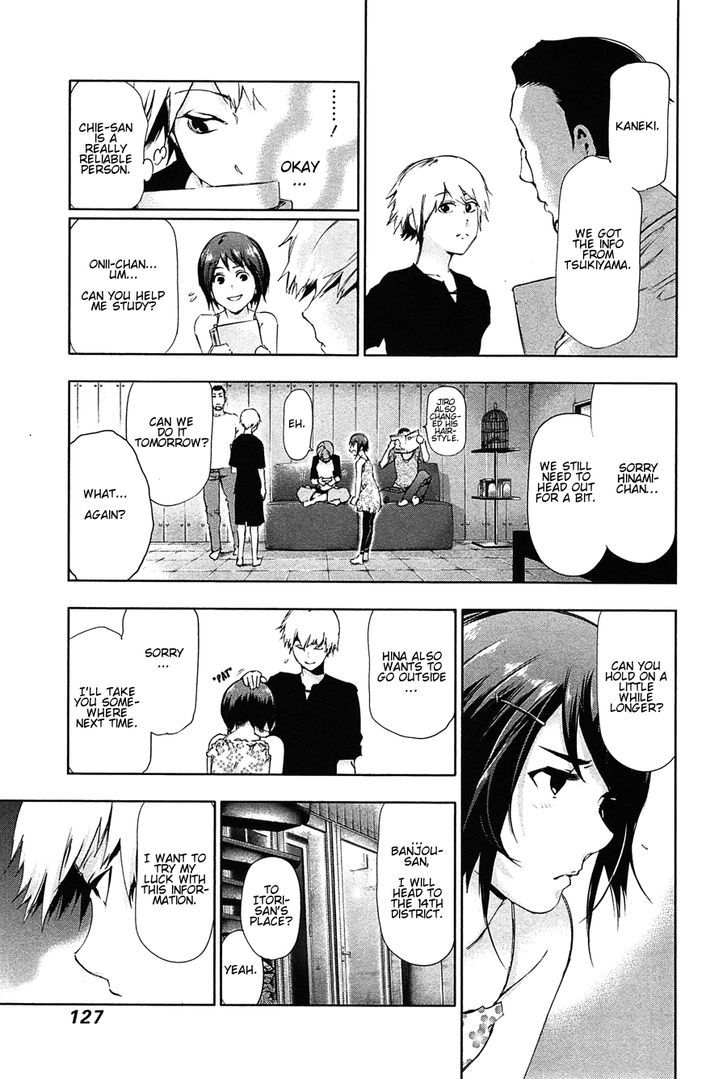 KANEKI.
WE GOT
THE INFO
FROM
TSUKIYAMA.
......!
OKAY
...
CHIE-SAN
IS A
REALLY
RELIABLE
PERSON.
ONII-CHAN...
UM...
CAN YOU HELP
ME STUDY?
SORRY
HINAMI-
CHAN...
WE STILL
NEED TO
HEAD OUT
FOR A BIT.
JIRO
ALSO
CHANG-
ED HIS
HAIR-
STYLE.
EH.
CAN WE
DO IT
TOMORROW?
WHAT...
AGAIN?
CAN YOU
HOLD ON
A LITTLE
WHILE
LONGER?
HINA ALSO
WANTS TO
GO OUTSIDE
...
*PAT*
SORRY
...
I'LL TAKE
YOU SOME-
WHERE
NEXT TIME.
...
BANJOU-
SAN,
I WILL
HEAD TO
THE 14TH
DISTRICT.
TO
ITORI-
SAN'S
PLACE?
YEAH.
I WANT TO
TRY MY
LUCK WITH
THIS INFOR-
MATION.
127